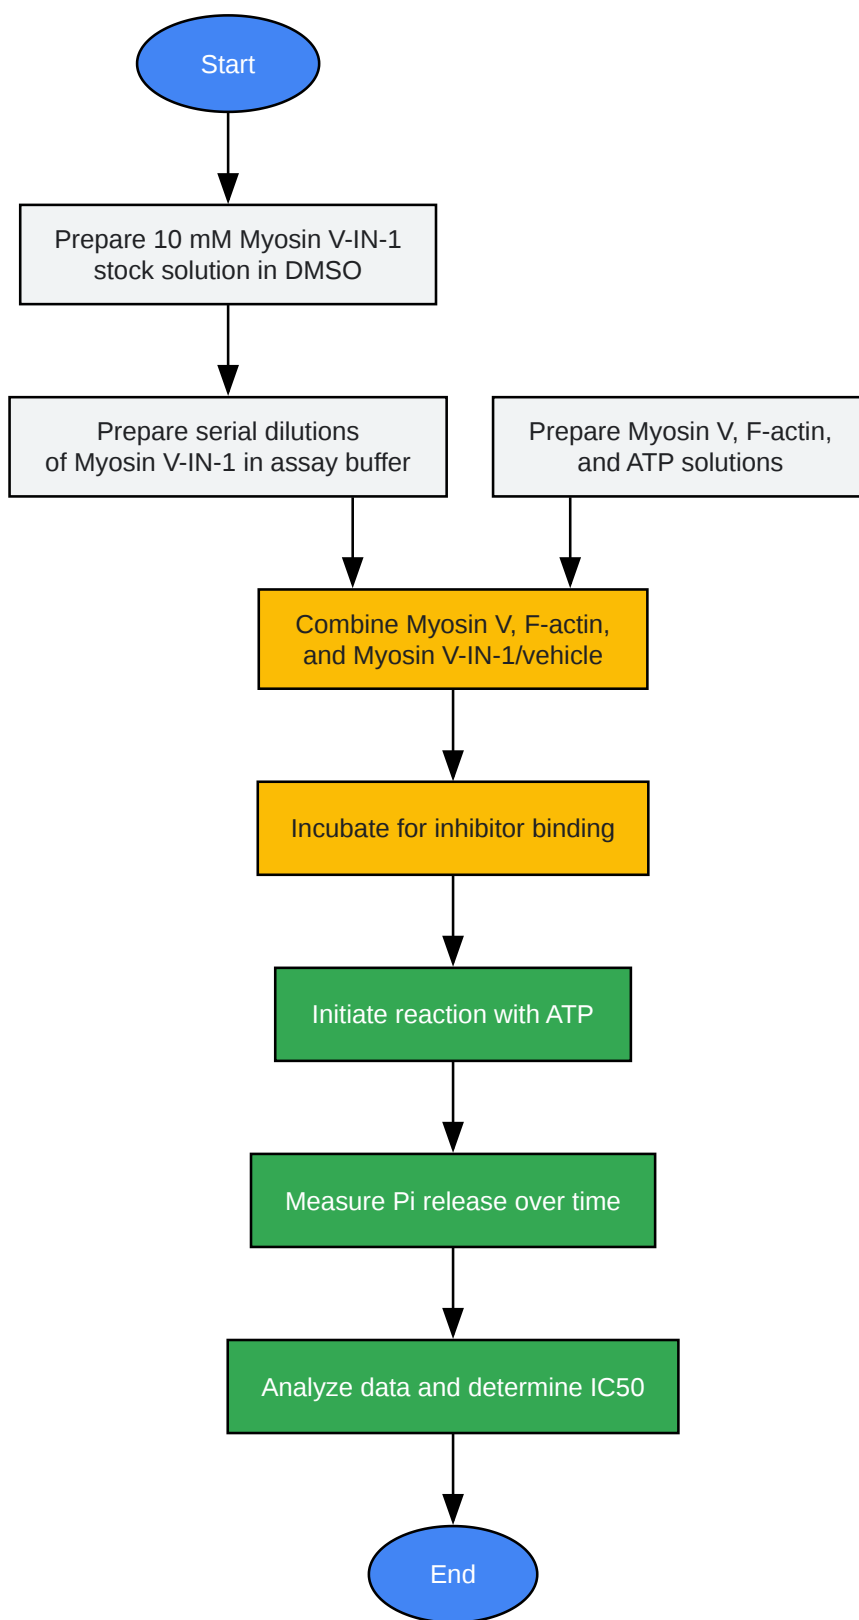 Start
Prepare 10 mM Myosin V-IN-1
stock solution in DMSO
Prepare serial dilutions
of Myosin V-IN-1 in assay buffer
Prepare Myosin V, F-actin,
and ATP solutions
Combine Myosin V, F-actin,
and Myosin V-IN-1/vehicle
Incubate for inhibitor binding
Initiate reaction with ATP
Measure Pi release over time
Analyze data and determine IC50
End